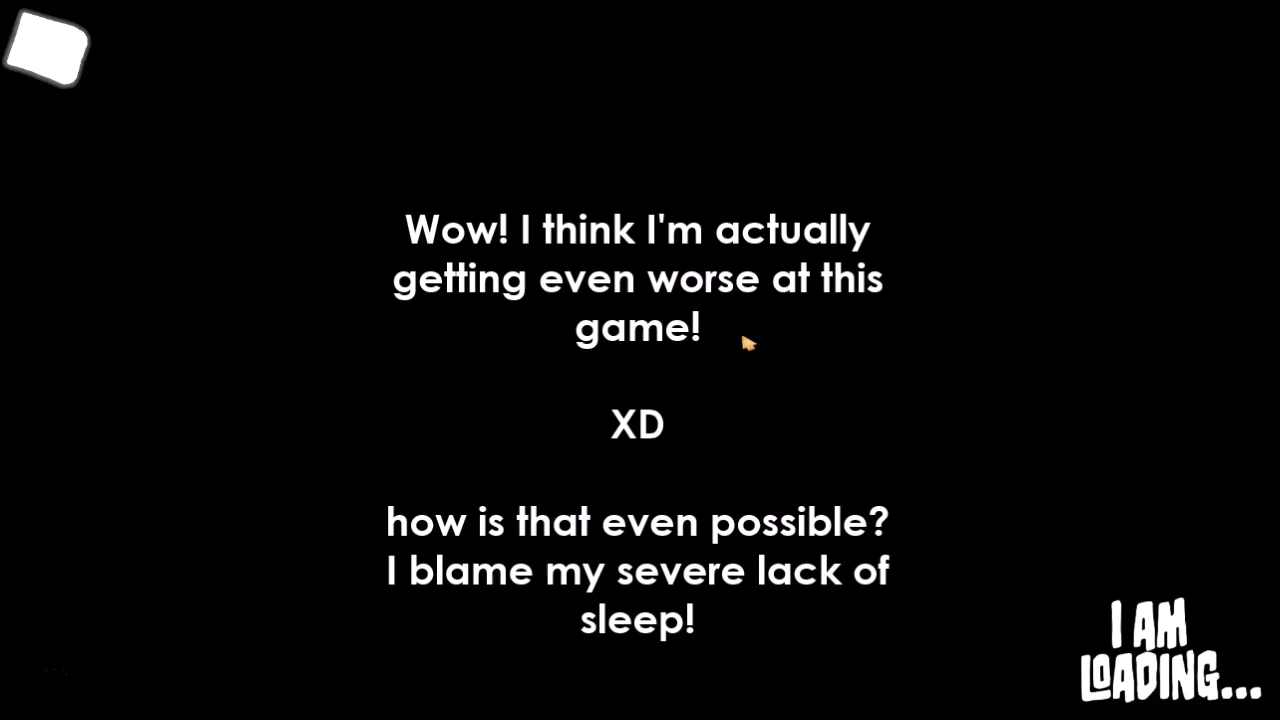 Wow! I think I'm actually
getting even worse at this
game!
XD
how is that even possible?
I blame my severe lack of
sleep!
I AM
LOADING...